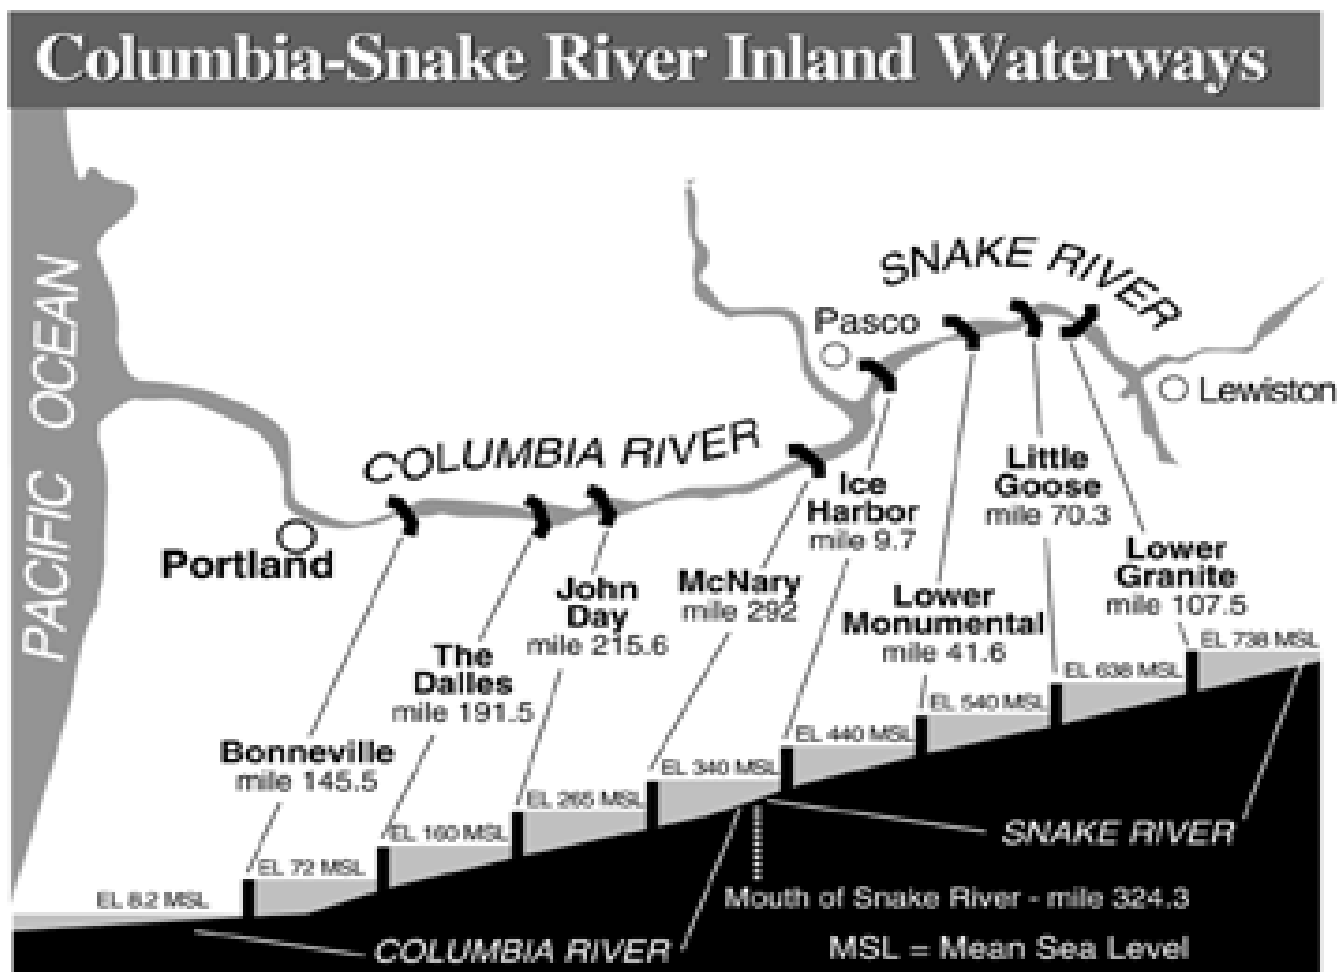 Columbia-Snake River Inland Waterways
PACIFIC OCEAN
SNAKE RIVER
Pasco
Lewiston
COLUMBIA RIVER
Portland
Little
Goose
mile 70.3
Ice
Harbor
mile 9.7
Lower
Granite
mile 107.5
John
Day
mile 215.6
McNary
mile 292
Lower
Monumental
mile 41.6
The
Dalles
mile 191.5
Bonneville
mile 145.5
EL 738 MSL
EL 638 MSL
EL 540 MSL
EL 440 MSL
EL 340 MSL
EL 265 MSL
EL 160 MSL
EL 72 MSL
EL 8.2 MSL
SNAKE RIVER
Mouth of Snake River - mile 324.3
COLUMBIA RIVER
MSL = Mean Sea Level